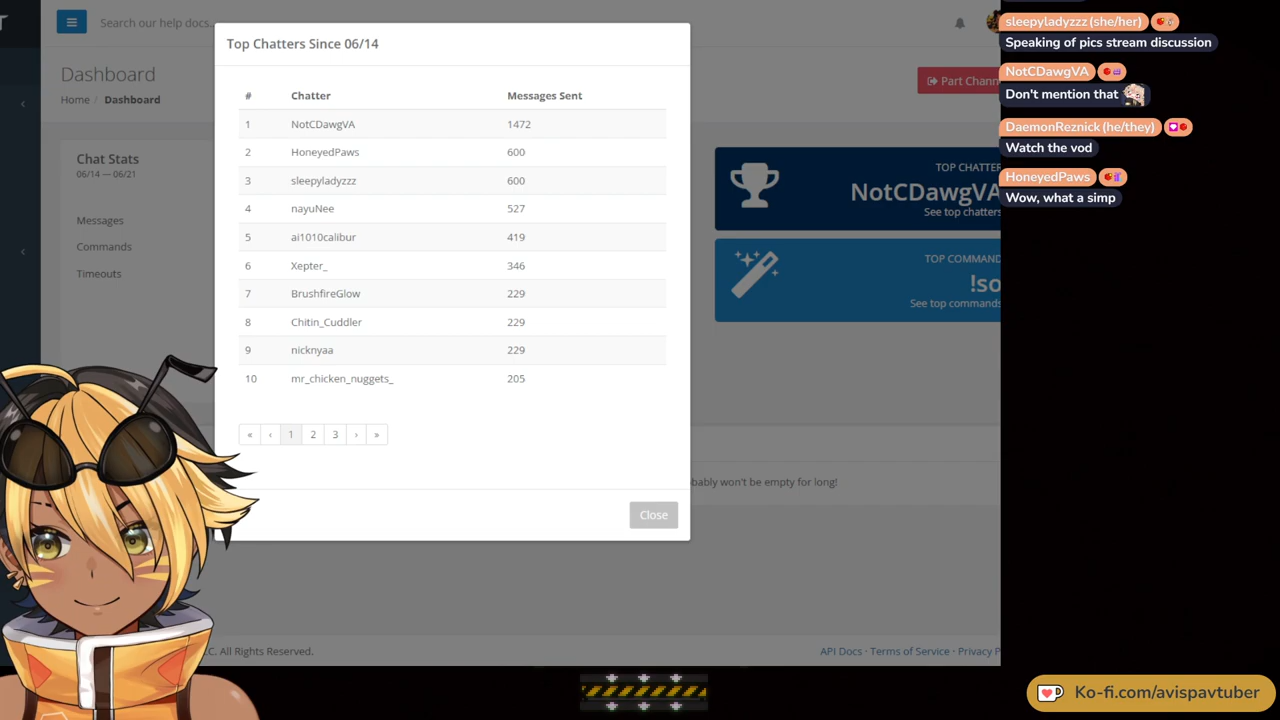 Search our help docs.
Dashboard
Home / Dashboard
Part Chann
Chat Stats
06/14 — 06/21
Messages
Commands
Timeouts
Top Chatters Since 06/14
# Chatter Messages Sent
1 NotCDawgVA 1472
2 HoneyedPaws 600
3 sleepyladyzzz 600
4 nayuNee 527
5 ai1010calibur 419
6 Xepter_ 346
7 BrushfireGlow 229
8 Chitin_Cuddler 229
9 nicknyaa 229
10 mr_chicken_nuggets_ 205
« ‹ 1 2 3 › »
Close
TOP CHATTER
NotCDawgVA
See top chatters
TOP COMMAND
!so
See top commands
bably won't be empty for long!
C. All Rights Reserved.
API Docs · Terms of Service · Privacy P
sleepyladyzzz (she/her)
Speaking of pics stream discussion
NotCDawgVA
Don't mention that
DaemonReznick (he/they)
Watch the vod
HoneyedPaws
Wow, what a simp
Ko-fi.com/avispavtuber